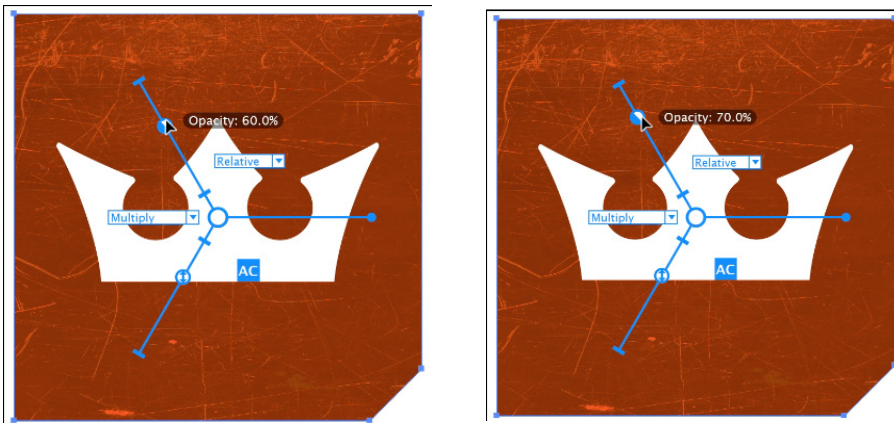 Opacity: 60.0%
Relative
Multiply
AC
Opacity: 70.0%
Relative
Multiply
AC